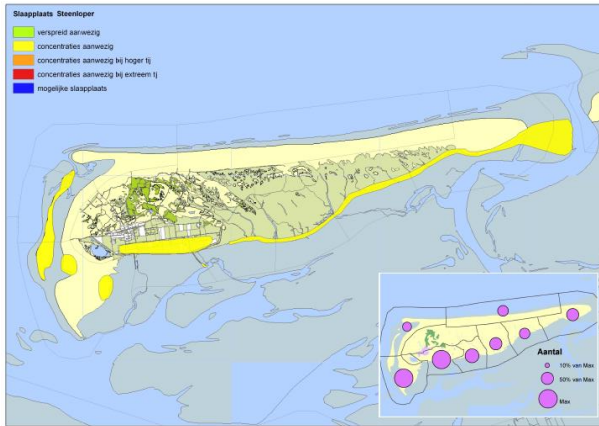 Slaapplaats Steenloper
verspreid aanwezig
concentraties aanwezig
concentraties aanwezig bij hoger tij
concentraties aanwezig bij extreem tj
mogelijke slaapplaats
Aantal
10% van Max
50% van Max
Max